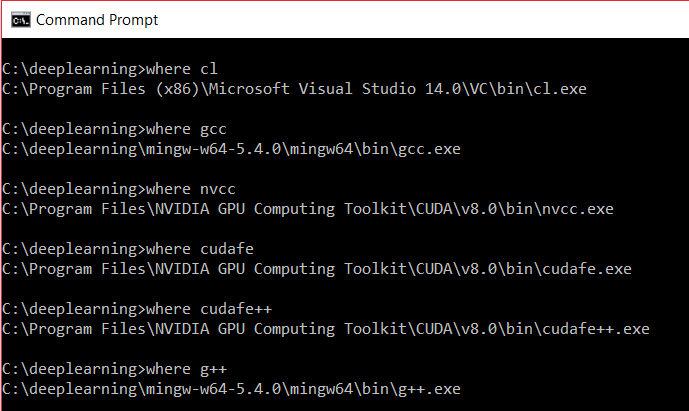 Command Prompt
C:\deeplearning>where cl
C:\Program Files (x86)\Microsoft Visual Studio 14.0\VC\bin\cl.exe
C:\deeplearning>where gcc
C:\deeplearning\mingw-w64-5.4.0\mingw64\bin\gcc.exe
C:\deeplearning>where nvcc
C:\Program Files\NVIDIA GPU Computing Toolkit\CUDA\v8.0\bin\nvcc.exe
C:\deeplearning>where cudafe
C:\Program Files\NVIDIA GPU Computing Toolkit\CUDA\v8.0\bin\cudafe.exe
C:\deeplearning>where cudafe++
C:\Program Files\NVIDIA GPU Computing Toolkit\CUDA\v8.0\bin\cudafe++.exe
C:\deeplearning>where g++
C:\deeplearning\mingw-w64-5.4.0\mingw64\bin\g++.exe